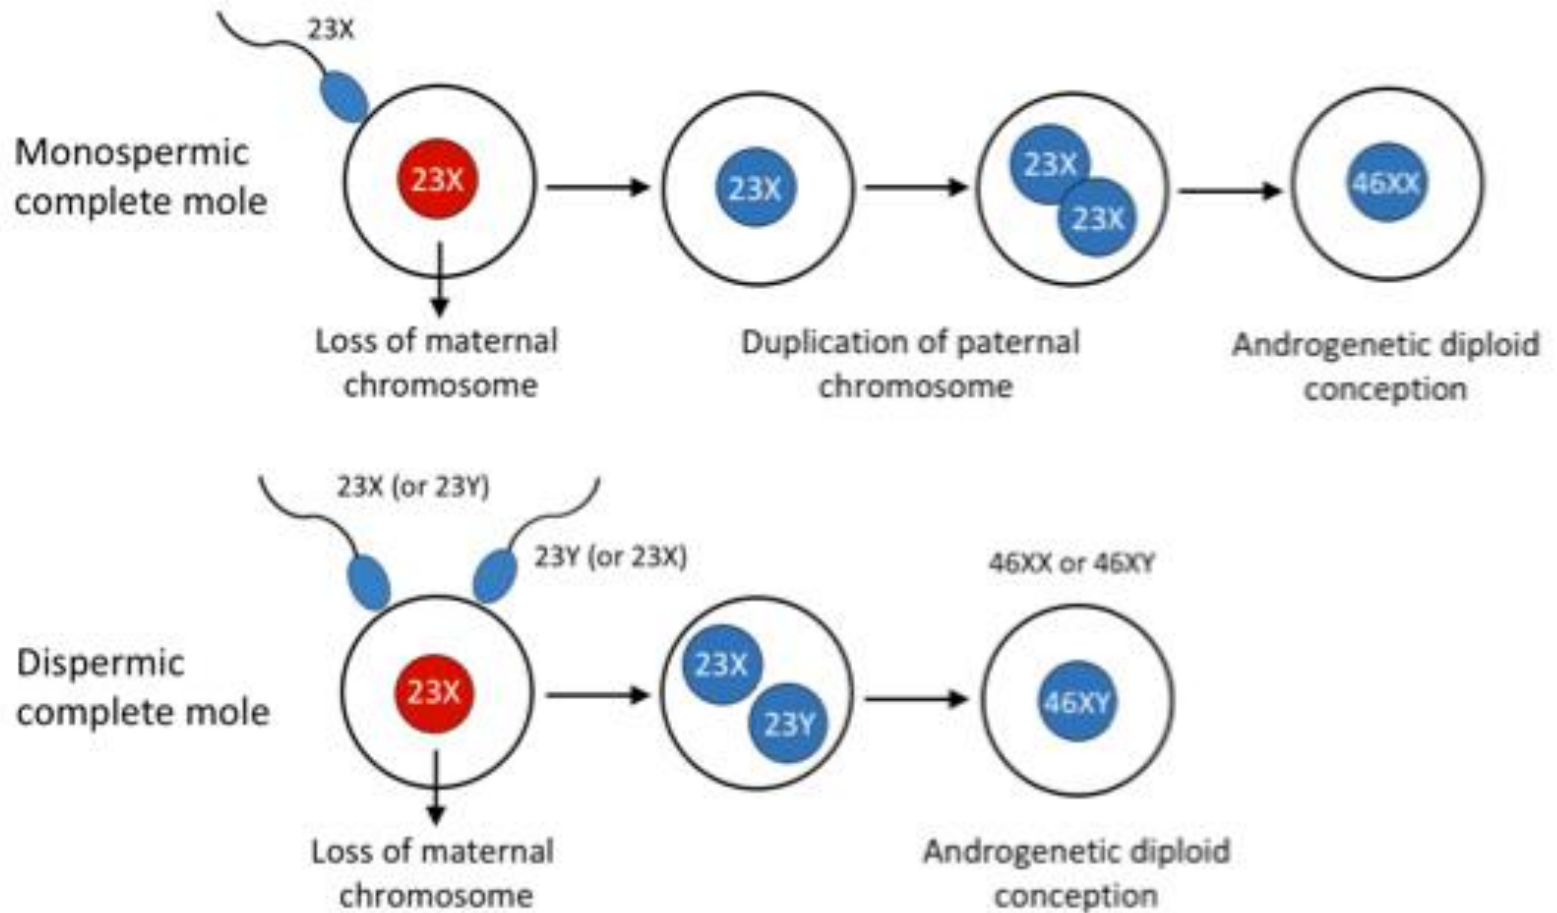 23X
Monospermic
complete mole
23X
23X
23X
23X
46XX
Loss of maternal
chromosome
Duplication of paternal
chromosome
Androgenetic diploid
conception
23X (or 23Y)
23Y (or 23X)
46XX or 46XY
Dispermic
complete mole
23X
23X
23Y
46XY
Loss of maternal
chromosome
Androgenetic diploid
conception